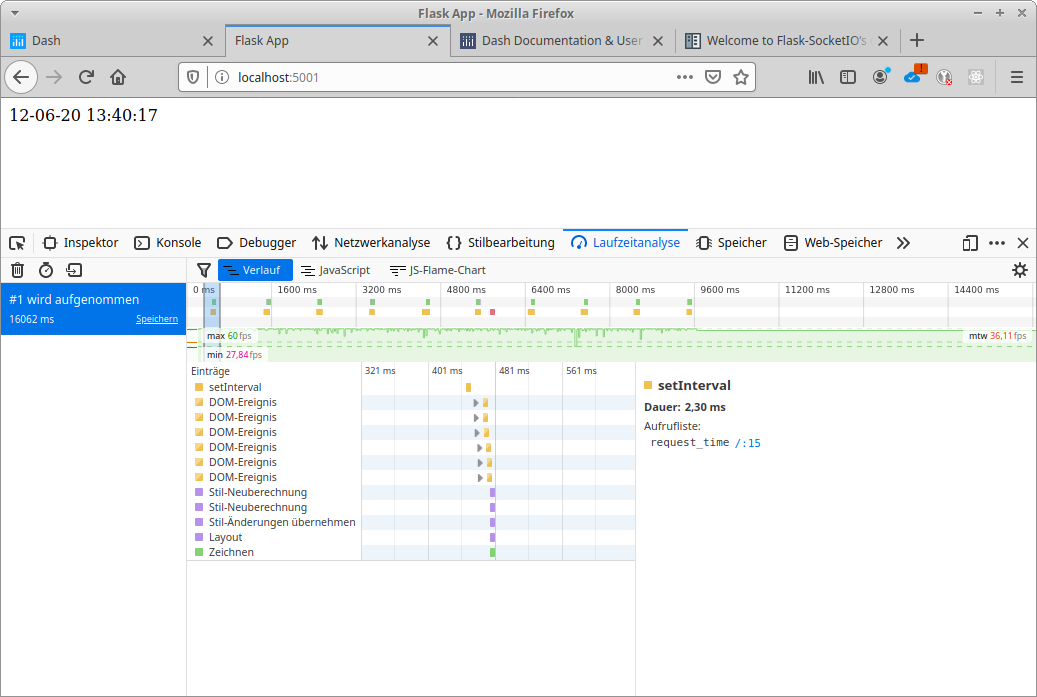 Flask App - Mozilla Firefox
Dash
Flask App
Dash Documentation & User
Welcome to Flask-SocketIO's
localhost:5001
12-06-20 13:40:17
Inspektor
Konsole
Debugger
Netzwerkanalyse
Stilbearbeitung
Laufzeitanalyse
Speicher
Web-Speicher
Verlauf
JavaScript
JS-Flame-Chart
#1 wird aufgenommen
16062 ms
Speichern
0 ms
1600 ms
3200 ms
4800 ms
6400 ms
8000 ms
9600 ms
11200 ms
12800 ms
14400 ms
max 60 fps
mtw 36,11 fps
min 27,84 fps
Einträge
321 ms
401 ms
481 ms
561 ms
setInterval
DOM-Ereignis
DOM-Ereignis
DOM-Ereignis
DOM-Ereignis
DOM-Ereignis
DOM-Ereignis
Stil-Neuberechnung
Stil-Neuberechnung
Stil-Änderungen übernehmen
Layout
Zeichnen
setInterval
Dauer: 2,30 ms
Aufrufliste:
request_time /:15